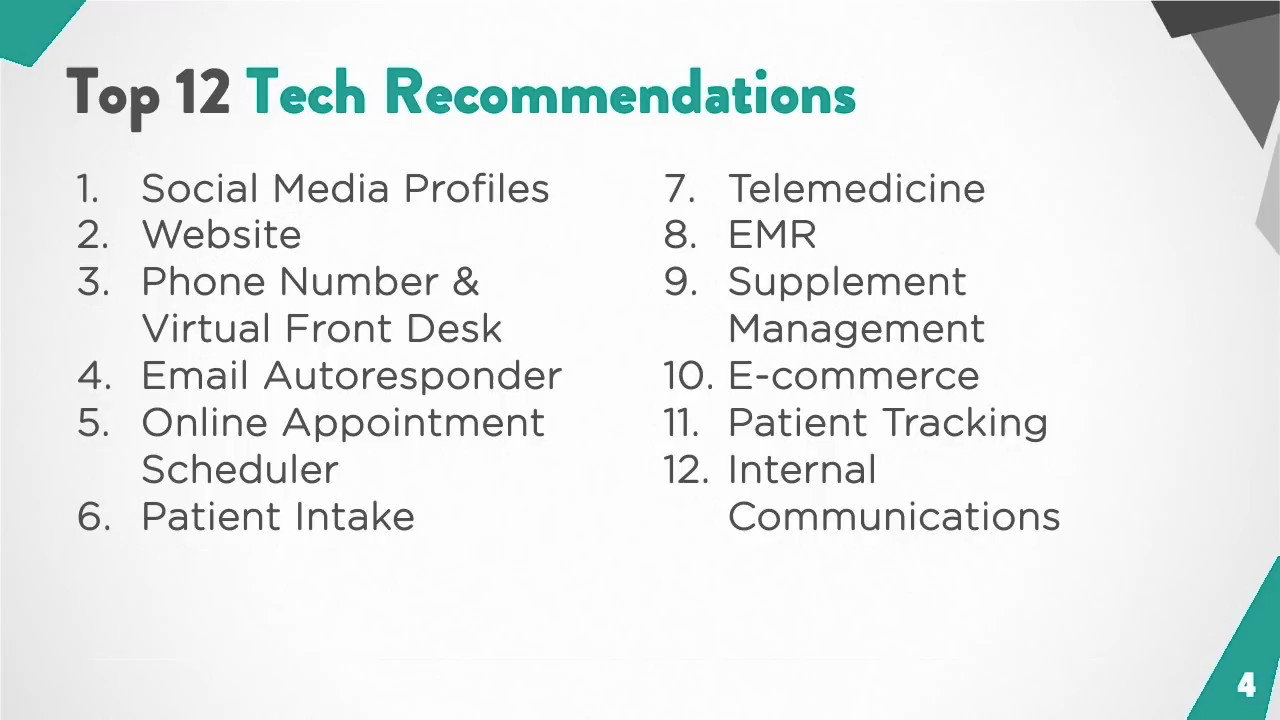 Top 12 Tech Recommendations
1. Social Media Profiles
2. Website
3. Phone Number &
Virtual Front Desk
4. Email Autoresponder
5. Online Appointment
Scheduler
6. Patient Intake
7. Telemedicine
8. EMR
9. Supplement
Management
10. E-commerce
11. Patient Tracking
12. Internal
Communications
4